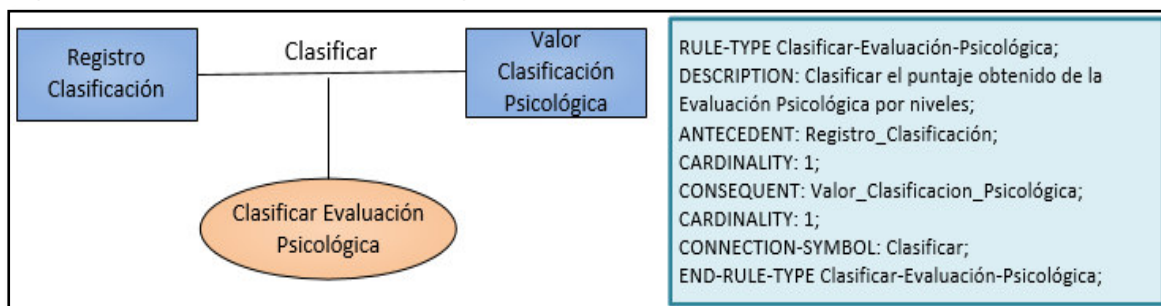 Registro
Clasificación
Clasificar
Valor
Clasificación
Psicológica
Clasificar Evaluación
Psicológica
RULE-TYPE Clasificar-Evaluación-Psicológica;
DESCRIPTION: Clasificar el puntaje obtenido de la
Evaluación Psicológica por niveles;
ANTECEDENT: Registro_Clasificación;
CARDINALITY: 1;
CONSEQUENT: Valor_Clasificacion_Psicológica;
CARDINALITY: 1;
CONNECTION-SYMBOL: Clasificar;
END-RULE-TYPE Clasificar-Evaluación-Psicológica;